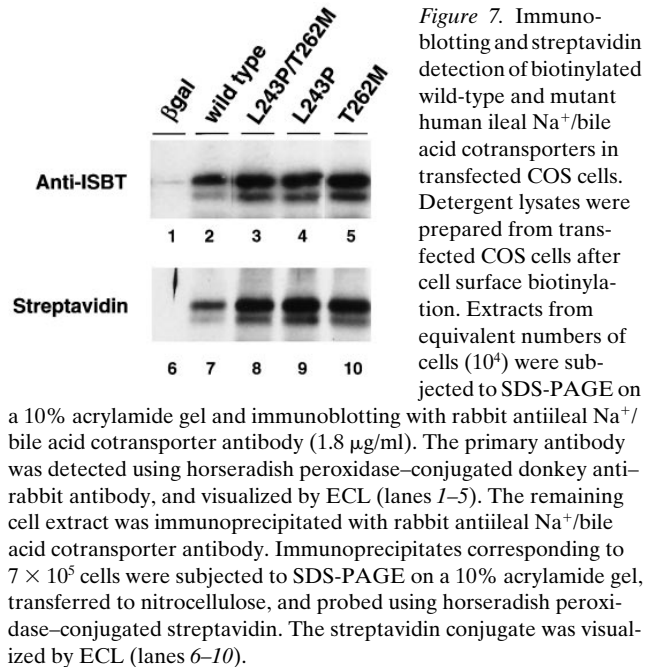 βgal
wild type
L243P/T262M
L243P
T262M
Anti-ISBT
1 2 3 4 5
Streptavidin
6 7 8 9 10
Figure 7. Immuno-
blotting and streptavidin
detection of biotinylated
wild-type and mutant
human ileal Na⁺/bile
acid cotransporters in
transfected COS cells.
Detergent lysates were
prepared from trans-
fected COS cells after
cell surface biotinyla-
tion. Extracts from
equivalent numbers of
cells (10⁴) were sub-
jected to SDS-PAGE on
a 10% acrylamide gel and immunoblotting with rabbit antiileal Na⁺/
bile acid cotransporter antibody (1.8 μg/ml). The primary antibody
was detected using horseradish peroxidase–conjugated donkey anti–
rabbit antibody, and visualized by ECL (lanes 1–5). The remaining
cell extract was immunoprecipitated with rabbit antiileal Na⁺/bile
acid cotransporter antibody. Immunoprecipitates corresponding to
7 × 10⁵ cells were subjected to SDS-PAGE on a 10% acrylamide gel,
transferred to nitrocellulose, and probed using horseradish peroxi-
dase–conjugated streptavidin. The streptavidin conjugate was visual-
ized by ECL (lanes 6–10).